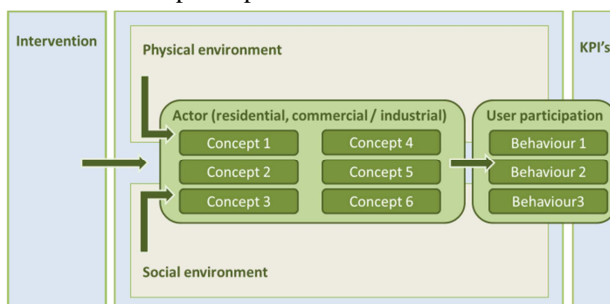 Intervention
Physical environment
KPI's
Actor (residential, commercial / industrial)
User participation
Concept 1
Concept 4
Behaviour 1
Concept 2
Concept 5
Behaviour 2
Concept 3
Concept 6
Behaviour3
Social environment